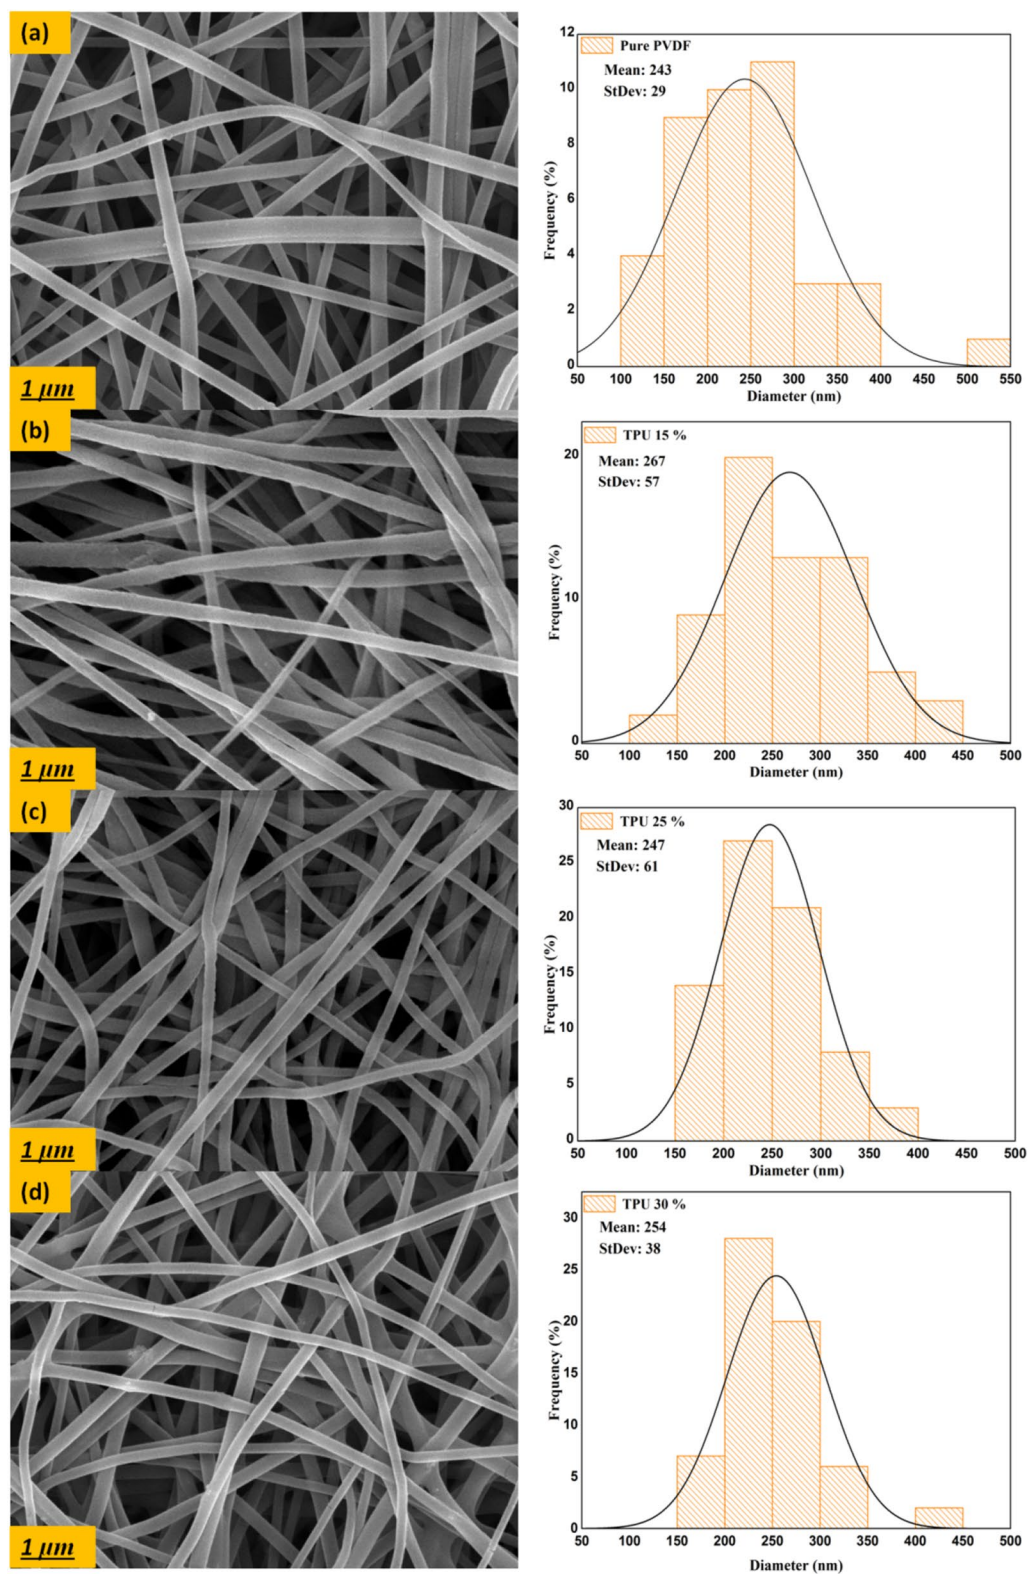 (a)
1 μm
12
10
8
6
4
2
0
Frequency (%)
Pure PVDF
Mean: 243
StDev: 29
50 100 150 200 250 300 350 400 450 500 550
Diameter (nm)
(b)
1 μm
20
10
0
Frequency (%)
TPU 15 %
Mean: 267
StDev: 57
50 100 150 200 250 300 350 400 450 500
Diameter (nm)
(c)
1 μm
30
25
20
15
10
5
0
Frequency (%)
TPU 25 %
Mean: 247
StDev: 61
50 100 150 200 250 300 350 400 450 500
Diameter (nm)
(d)
1 μm
30
25
20
15
10
5
0
Frequency (%)
TPU 30 %
Mean: 254
StDev: 38
50 100 150 200 250 300 350 400 450 500
Diameter (nm)